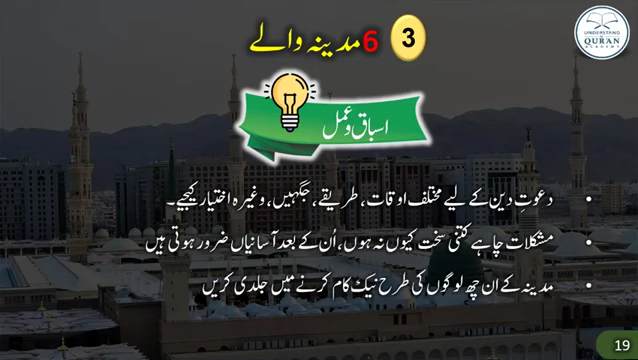 3
6 مدینہ والے
UNDERSTAND
QURAN
ACADEMY
اسباق و عمل
• دعوتِ دین کے لیے مختلف اوقات، طریقے، جگہیں، وغیرہ اختیار کیجیے۔
• مشکلات چاہے کتنی سخت کیوں نہ ہوں، اُن کے بعد آسانیاں ضرور ہوتی ہیں
• مدینہ کے ان چھ لوگوں کی طرح نیک کام کرنے میں جلدی کریں
19